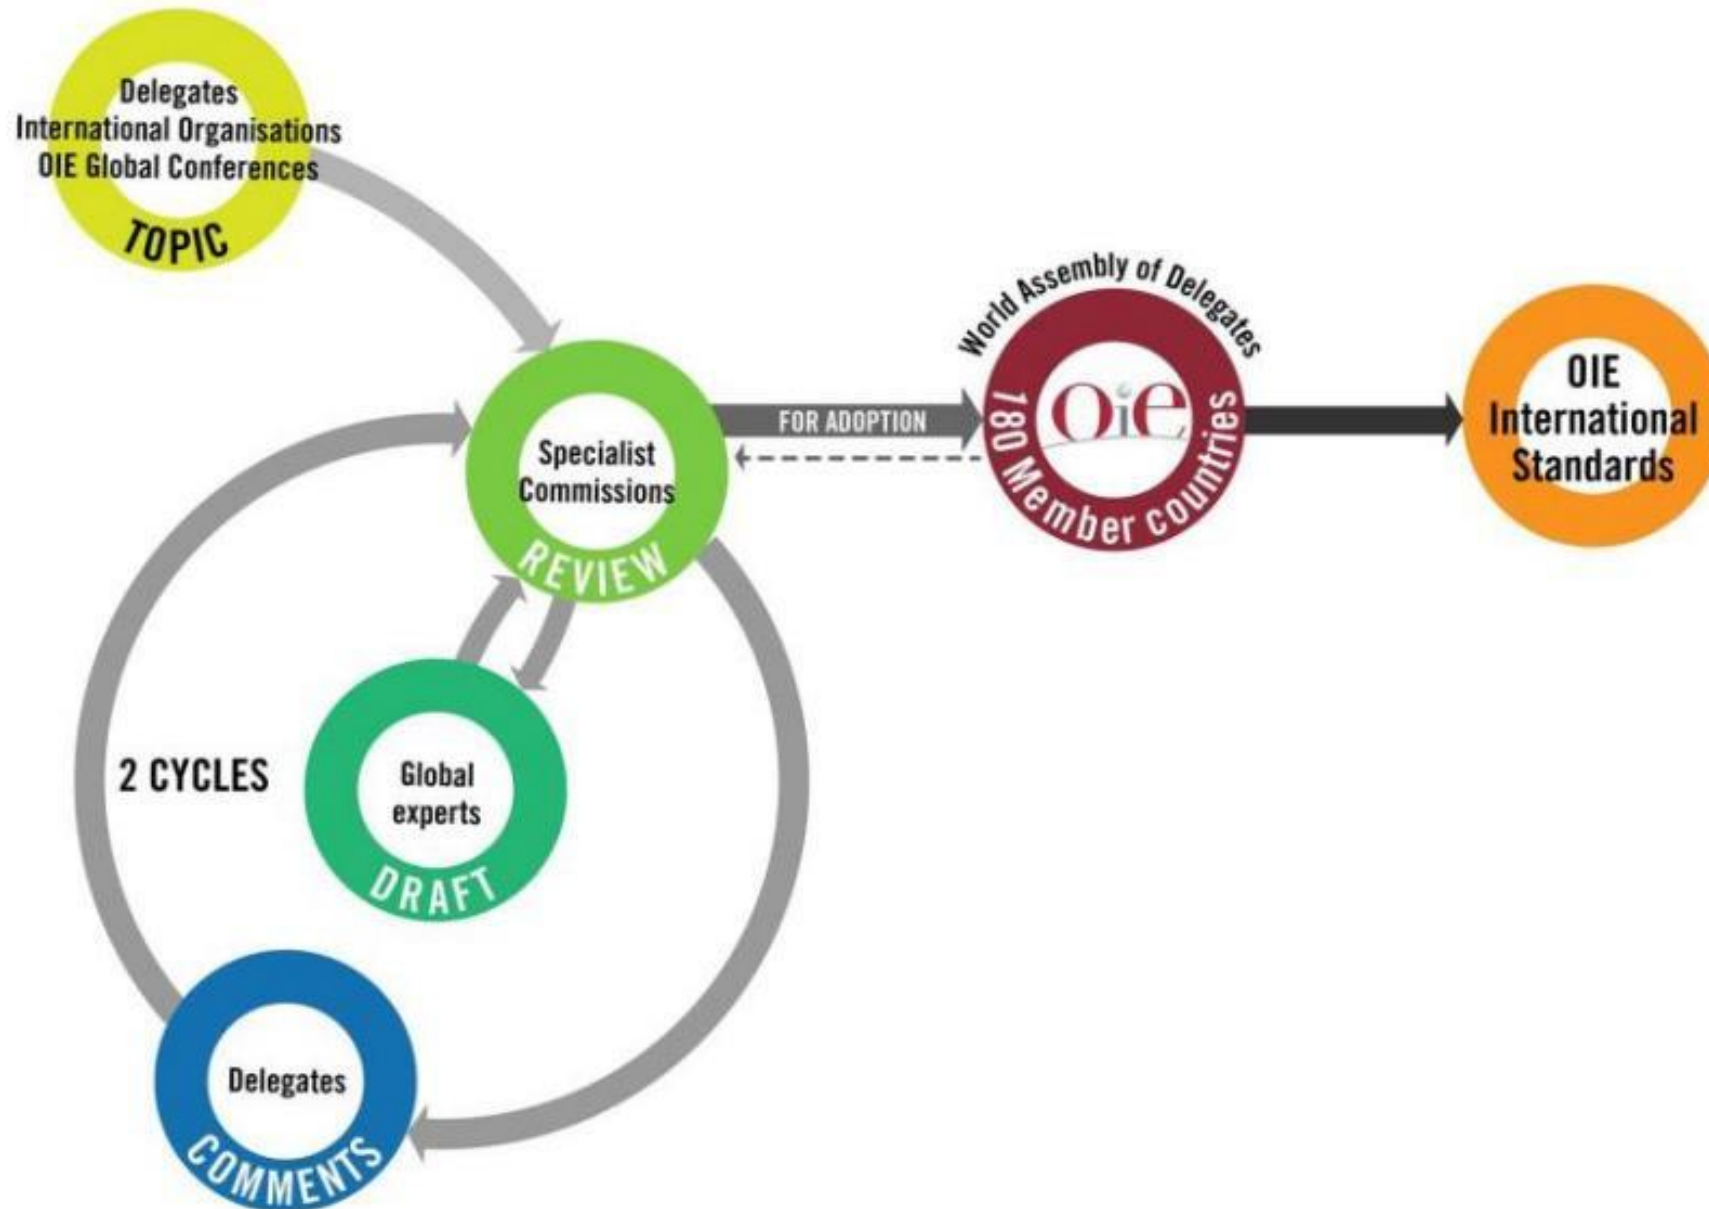 Delegates
International Organisations
OIE Global Conferences
TOPIC
World Assembly of Delegates
Oie
180 Member countries
FOR ADOPTION
OIE
International
Standards
Specialist
Commissions
REVIEW
2 CYCLES
Global
experts
DRAFT
Delegates
COMMENTS